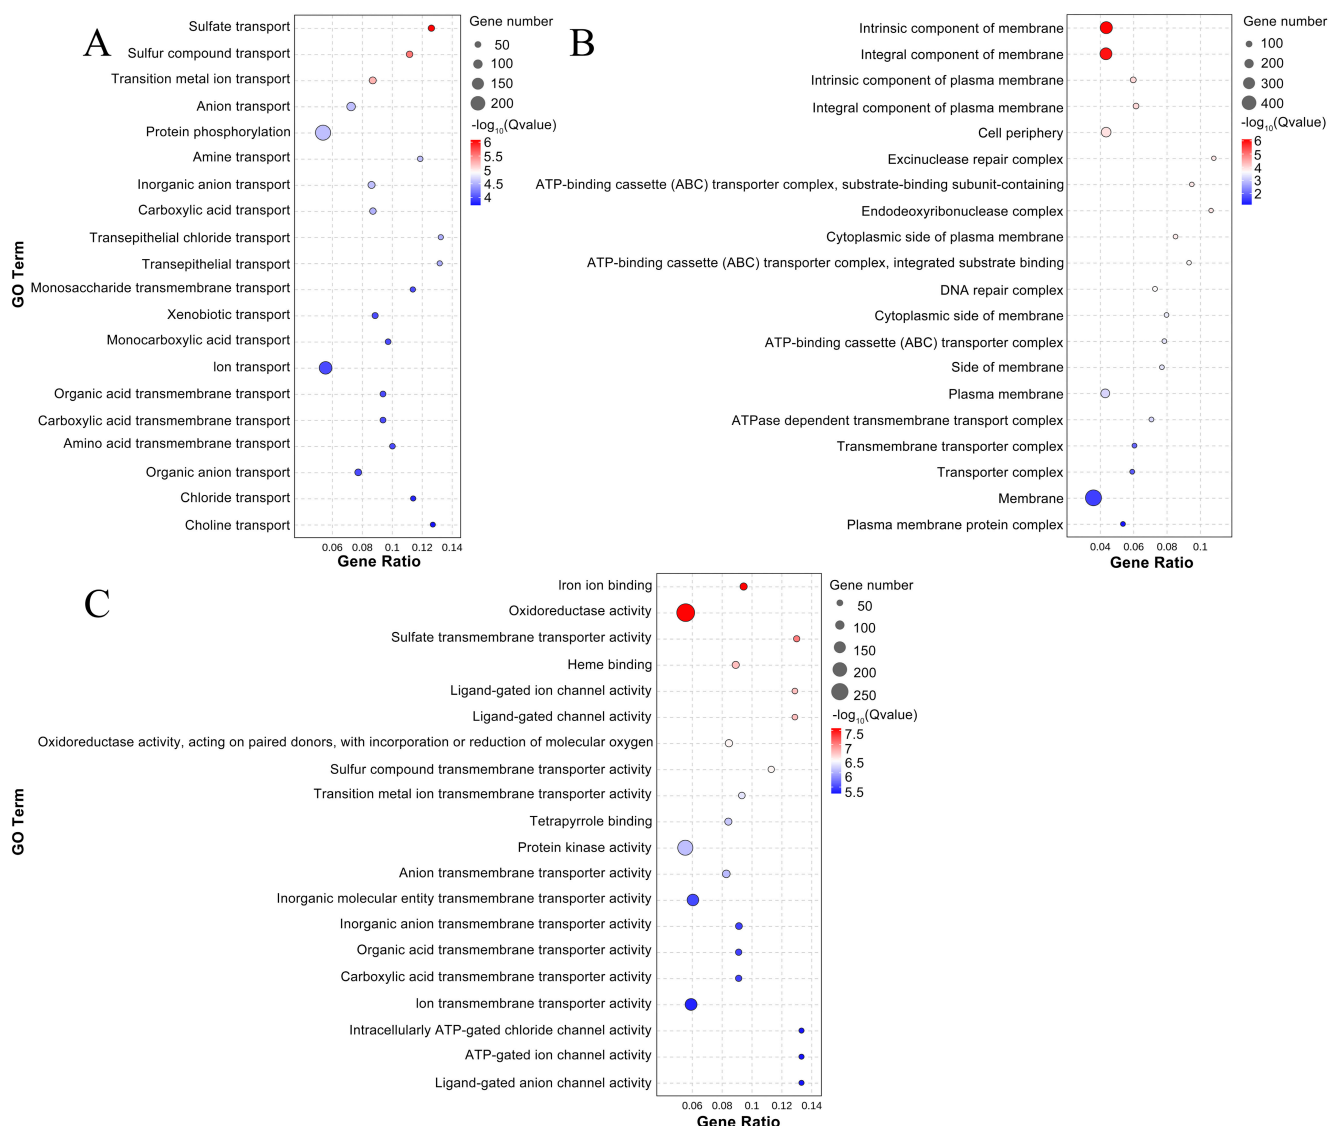 A
Sulfate transport
Sulfur compound transport
Transition metal ion transport
Anion transport
Protein phosphorylation
Amine transport
Inorganic anion transport
Carboxylic acid transport
Transepithelial chloride transport
Transepithelial transport
Monosaccharide transmembrane transport
Xenobiotic transport
Monocarboxylic acid transport
Ion transport
Organic acid transmembrane transport
Carboxylic acid transmembrane transport
Amino acid transmembrane transport
Organic anion transport
Chloride transport
Choline transport
GO Term
0.06 0.08 0.1 0.12 0.14
Gene Ratio
Gene number
50
100
150
200
-log10(Qvalue)
6
5.5
5
4.5
4
B
Intrinsic component of membrane
Integral component of membrane
Intrinsic component of plasma membrane
Integral component of plasma membrane
Cell periphery
Excinuclease repair complex
ATP-binding cassette (ABC) transporter complex, substrate-binding subunit-containing
Endodeoxyribonuclease complex
Cytoplasmic side of plasma membrane
ATP-binding cassette (ABC) transporter complex, integrated substrate binding
DNA repair complex
Cytoplasmic side of membrane
ATP-binding cassette (ABC) transporter complex
Side of membrane
Plasma membrane
ATPase dependent transmembrane transport complex
Transmembrane transporter complex
Transporter complex
Membrane
Plasma membrane protein complex
0.04 0.06 0.08 0.1
Gene Ratio
Gene number
100
200
300
400
-log10(Qvalue)
6
5
4
3
2
C
Iron ion binding
Oxidoreductase activity
Sulfate transmembrane transporter activity
Heme binding
Ligand-gated ion channel activity
Ligand-gated channel activity
Oxidoreductase activity, acting on paired donors, with incorporation or reduction of molecular oxygen
Sulfur compound transmembrane transporter activity
Transition metal ion transmembrane transporter activity
Tetrapyrrole binding
Protein kinase activity
Anion transmembrane transporter activity
Inorganic molecular entity transmembrane transporter activity
Inorganic anion transmembrane transporter activity
Organic acid transmembrane transporter activity
Carboxylic acid transmembrane transporter activity
Ion transmembrane transporter activity
Intracellularly ATP-gated chloride channel activity
ATP-gated ion channel activity
Ligand-gated anion channel activity
GO Term
0.06 0.08 0.1 0.12 0.14
Gene Ratio
Gene number
50
100
150
200
250
-log10(Qvalue)
7.5
7
6.5
6
5.5